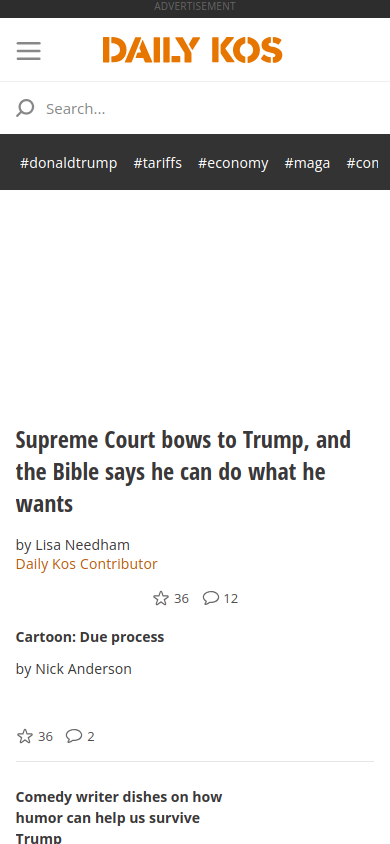 ADVERTISEMENT
DAILY KOS
Search...
#donaldtrump #tariffs #economy #maga #con
Supreme Court bows to Trump, and
the Bible says he can do what he
wants
by Lisa Needham
Daily Kos Contributor
36 12
Cartoon: Due process
by Nick Anderson
36 2
Comedy writer dishes on how
humor can help us survive
Trump